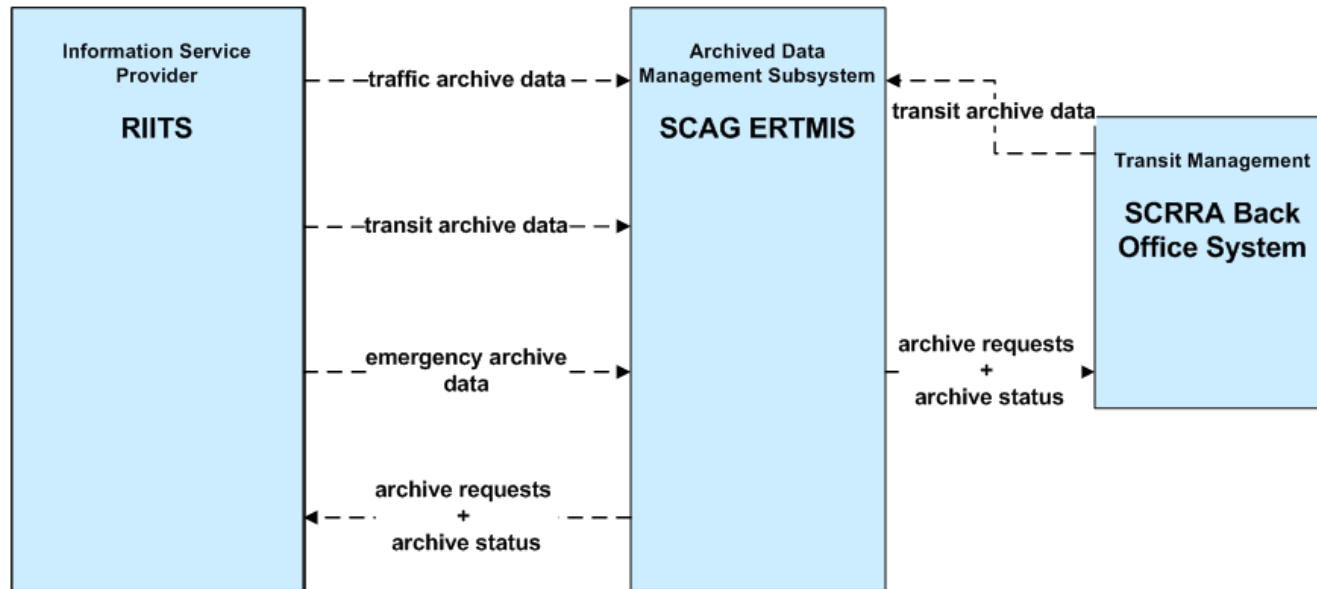 Information Service
Provider
RIITS
traffic archive data
transit archive data
emergency archive
data
archive requests
+
archive status
Archived Data
Management Subsystem
SCAG ERTMIS
transit archive data
archive requests
+
archive status
Transit Management
SCRRA Back
Office System